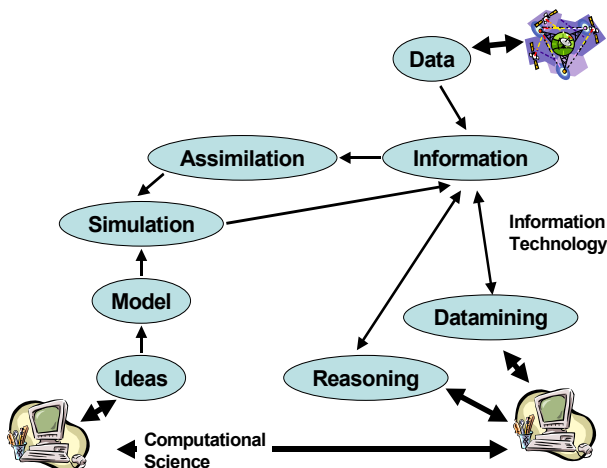 Data
Assimilation
Information
Simulation
Information
Technology
Model
Datamining
Ideas
Reasoning
Computational
Science